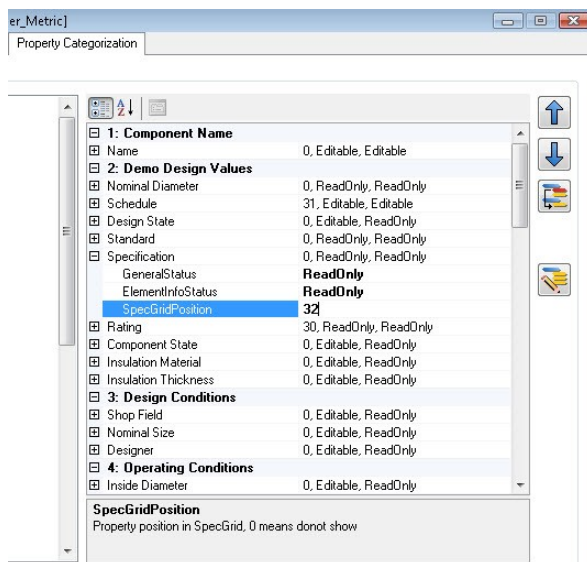 er_Metric]
Property Categorization
1: Component Name
Name 0, Editable, Editable
2: Demo Design Values
Nominal Diameter 0, ReadOnly, ReadOnly
Schedule 31, Editable, Editable
Design State 0, Editable, ReadOnly
Standard 0, ReadOnly, ReadOnly
Specification 0, ReadOnly, ReadOnly
GeneralStatus ReadOnly
ElementInfoStatus ReadOnly
SpecGridPosition 32
Rating 30, ReadOnly, ReadOnly
Component State 0, Editable, ReadOnly
Insulation Material 0, Editable, ReadOnly
Insulation Thickness 0, Editable, ReadOnly
3: Design Conditions
Shop Field 0, Editable, ReadOnly
Nominal Size 0, Editable, ReadOnly
Designer 0, Editable, ReadOnly
4: Operating Conditions
Inside Diameter 0, Editable, ReadOnly
SpecGridPosition
Property position in SpecGrid, 0 means donot show